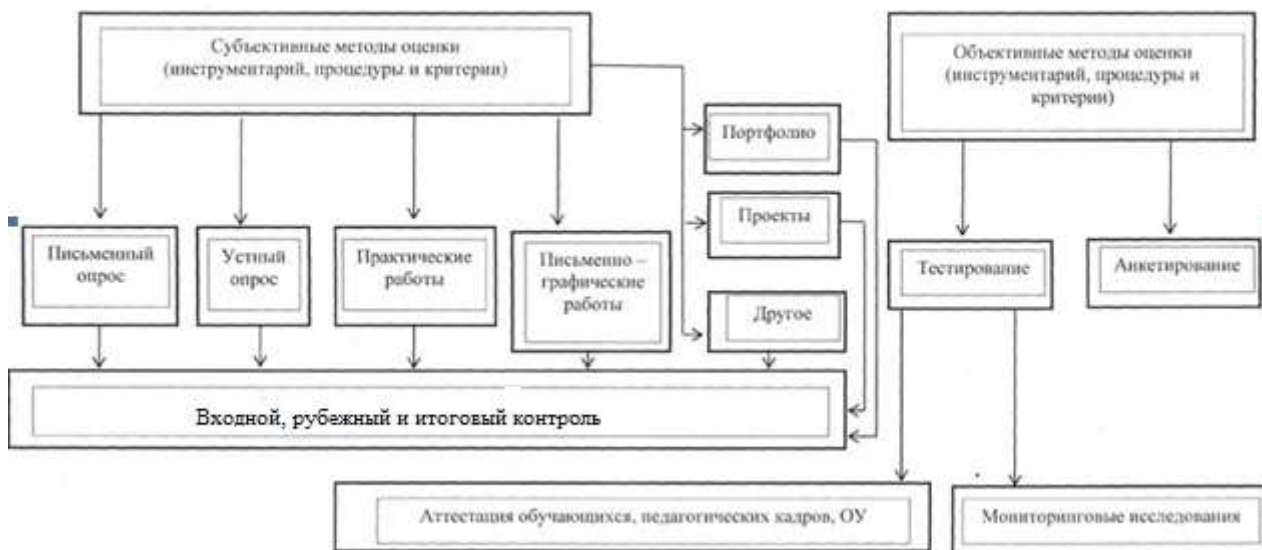 Субъективные методы оценки
(инструментарий, процедуры и критерии)
Объективные методы оценки
(инструментарий, процедуры и
критерии)
Портфолио
Проекты
Другое
Письменный
опрос
Устный
опрос
Практические
работы
Письменно –
графические
работы
Тестирование
Анкетирование
Входной, рубежный и итоговый контроль
Аттестация обучающихся, педагогических кадров, ОУ
Мониторинговые исследования